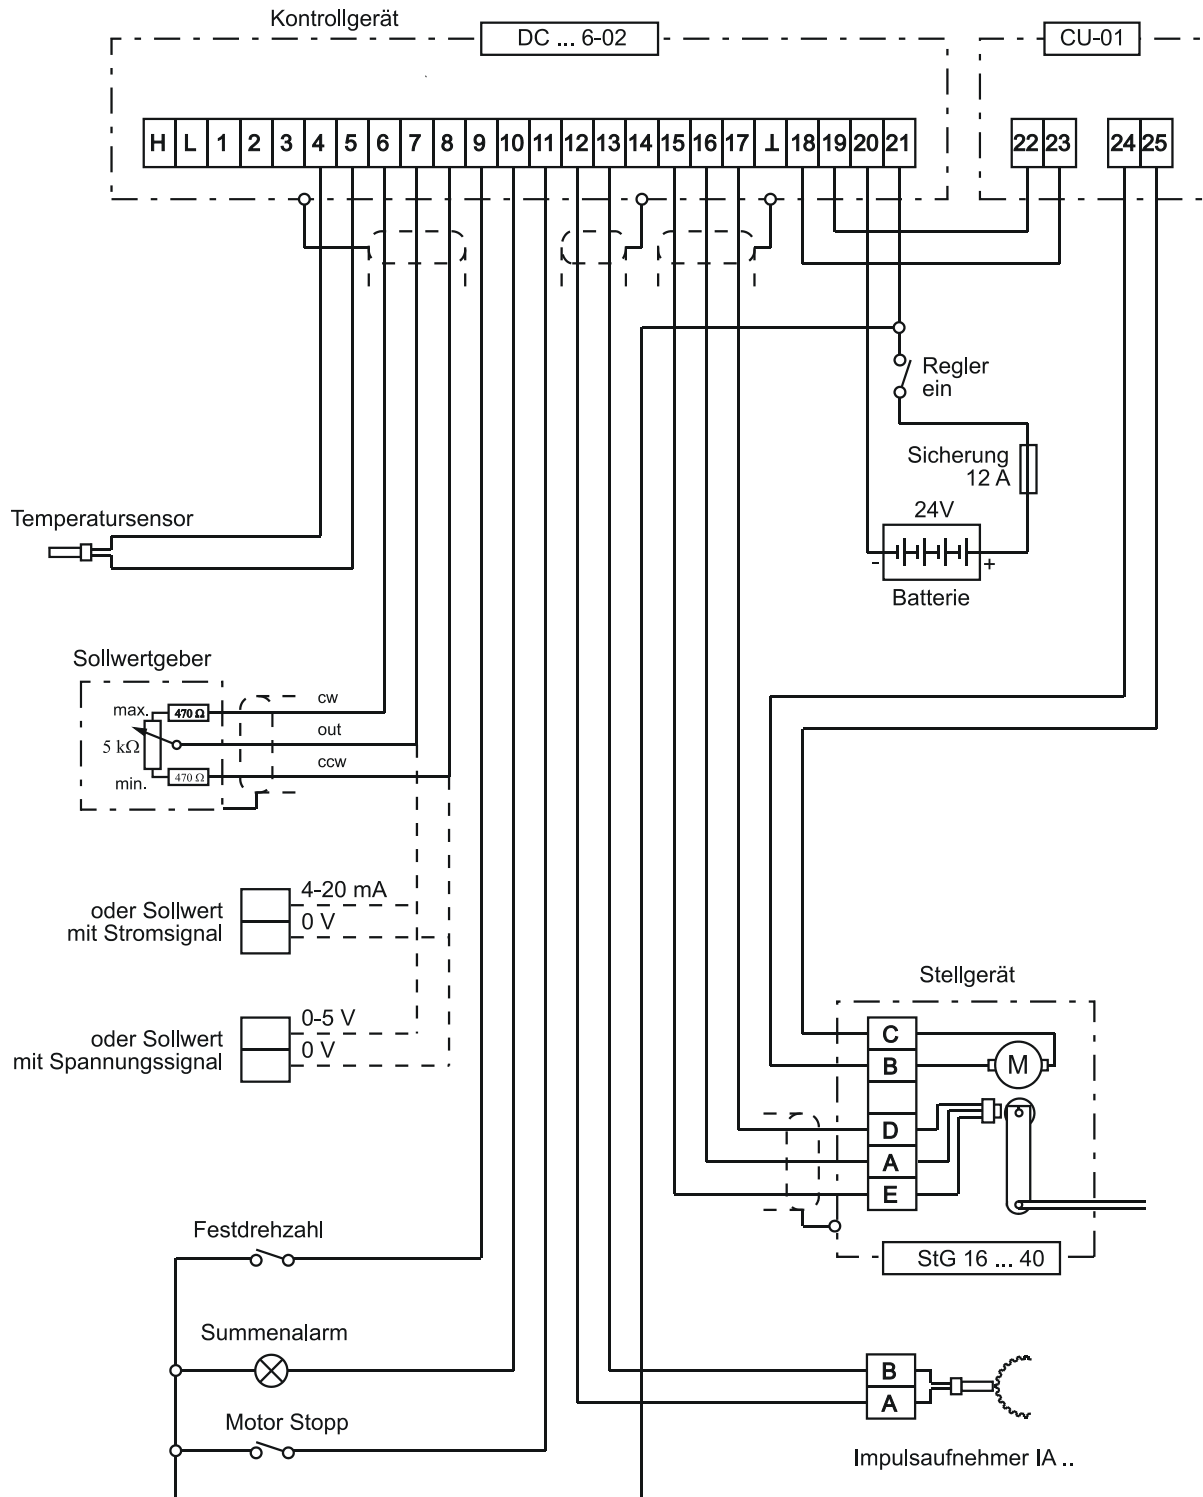 Kontrollgerät
DC ... 6-02
CU-01
H L 1 2 3 4 5 6 7 8 9 10 11 12 13 14 15 16 17 ⊥ 18 19 20 21
22 23 24 25
Regler
ein
Sicherung
12 A
24V
- +
Batterie
Temperatursensor
Sollwertgeber
max.
470 Ω
cw
5 kΩ
out
min.
470 Ω
ccw
oder Sollwert
mit Stromsignal
4-20 mA
0 V
oder Sollwert
mit Spannungssignal
0-5 V
0 V
Stellgerät
C
B
M
D
A
E
StG 16 ... 40
Festdrehzahl
Summenalarm
Motor Stopp
B
A
Impulsaufnehmer IA ..